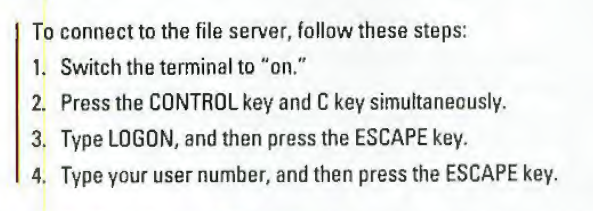 To connect to the file server, follow these steps:
1. Switch the terminal to "on."
2. Press the CONTROL key and C key simultaneously.
3. Type LOGON, and then press the ESCAPE key.
4. Type your user number, and then press the ESCAPE key.